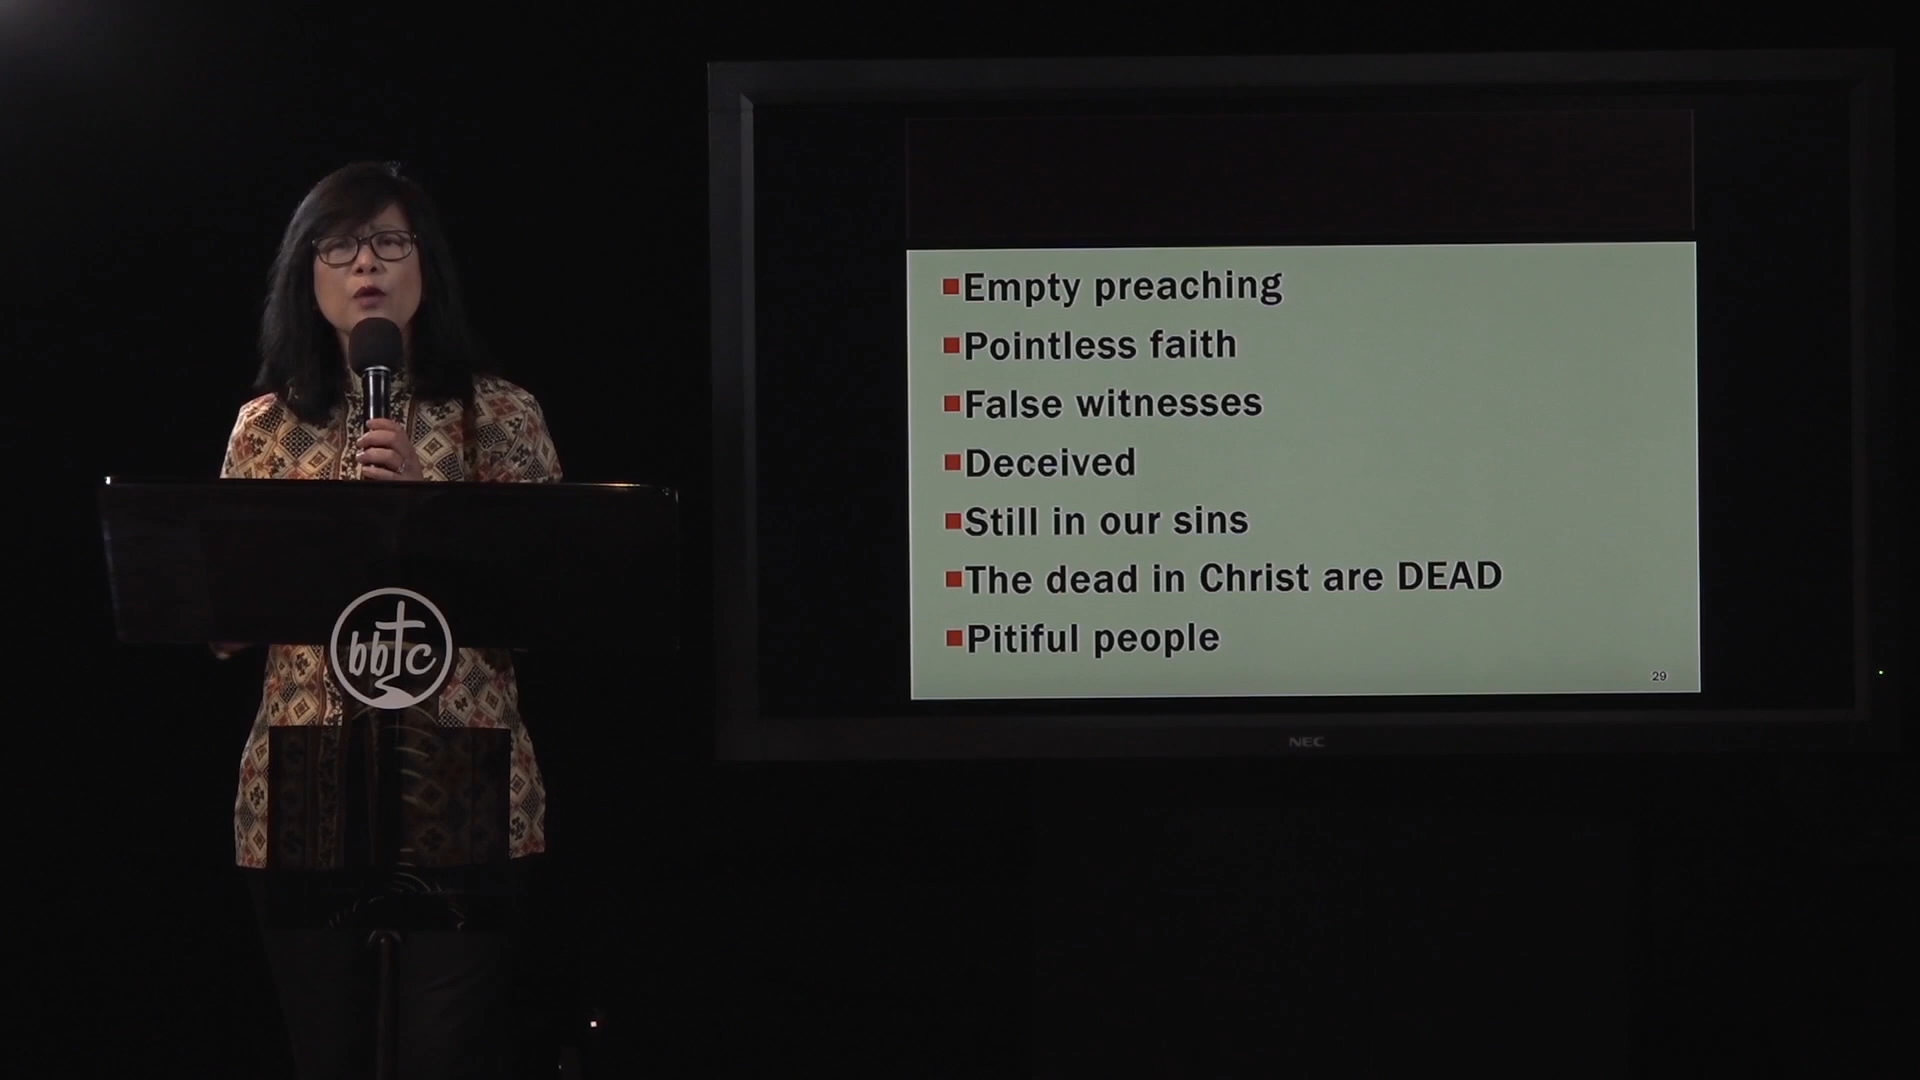 Empty preaching
Pointless faith
False witnesses
Deceived
Still in our sins
The dead in Christ are DEAD
Pitiful people
29
NEC
bbtc